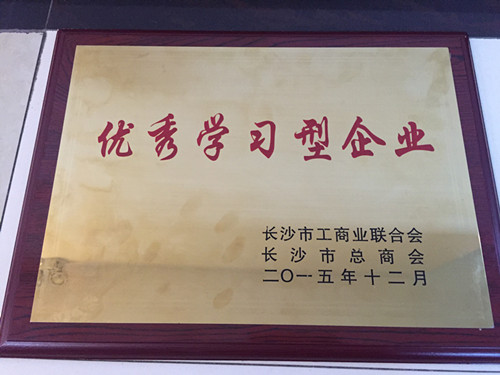 优秀学习型企业
长沙市工商业联合会
长沙市总商会
二〇一五年十二月